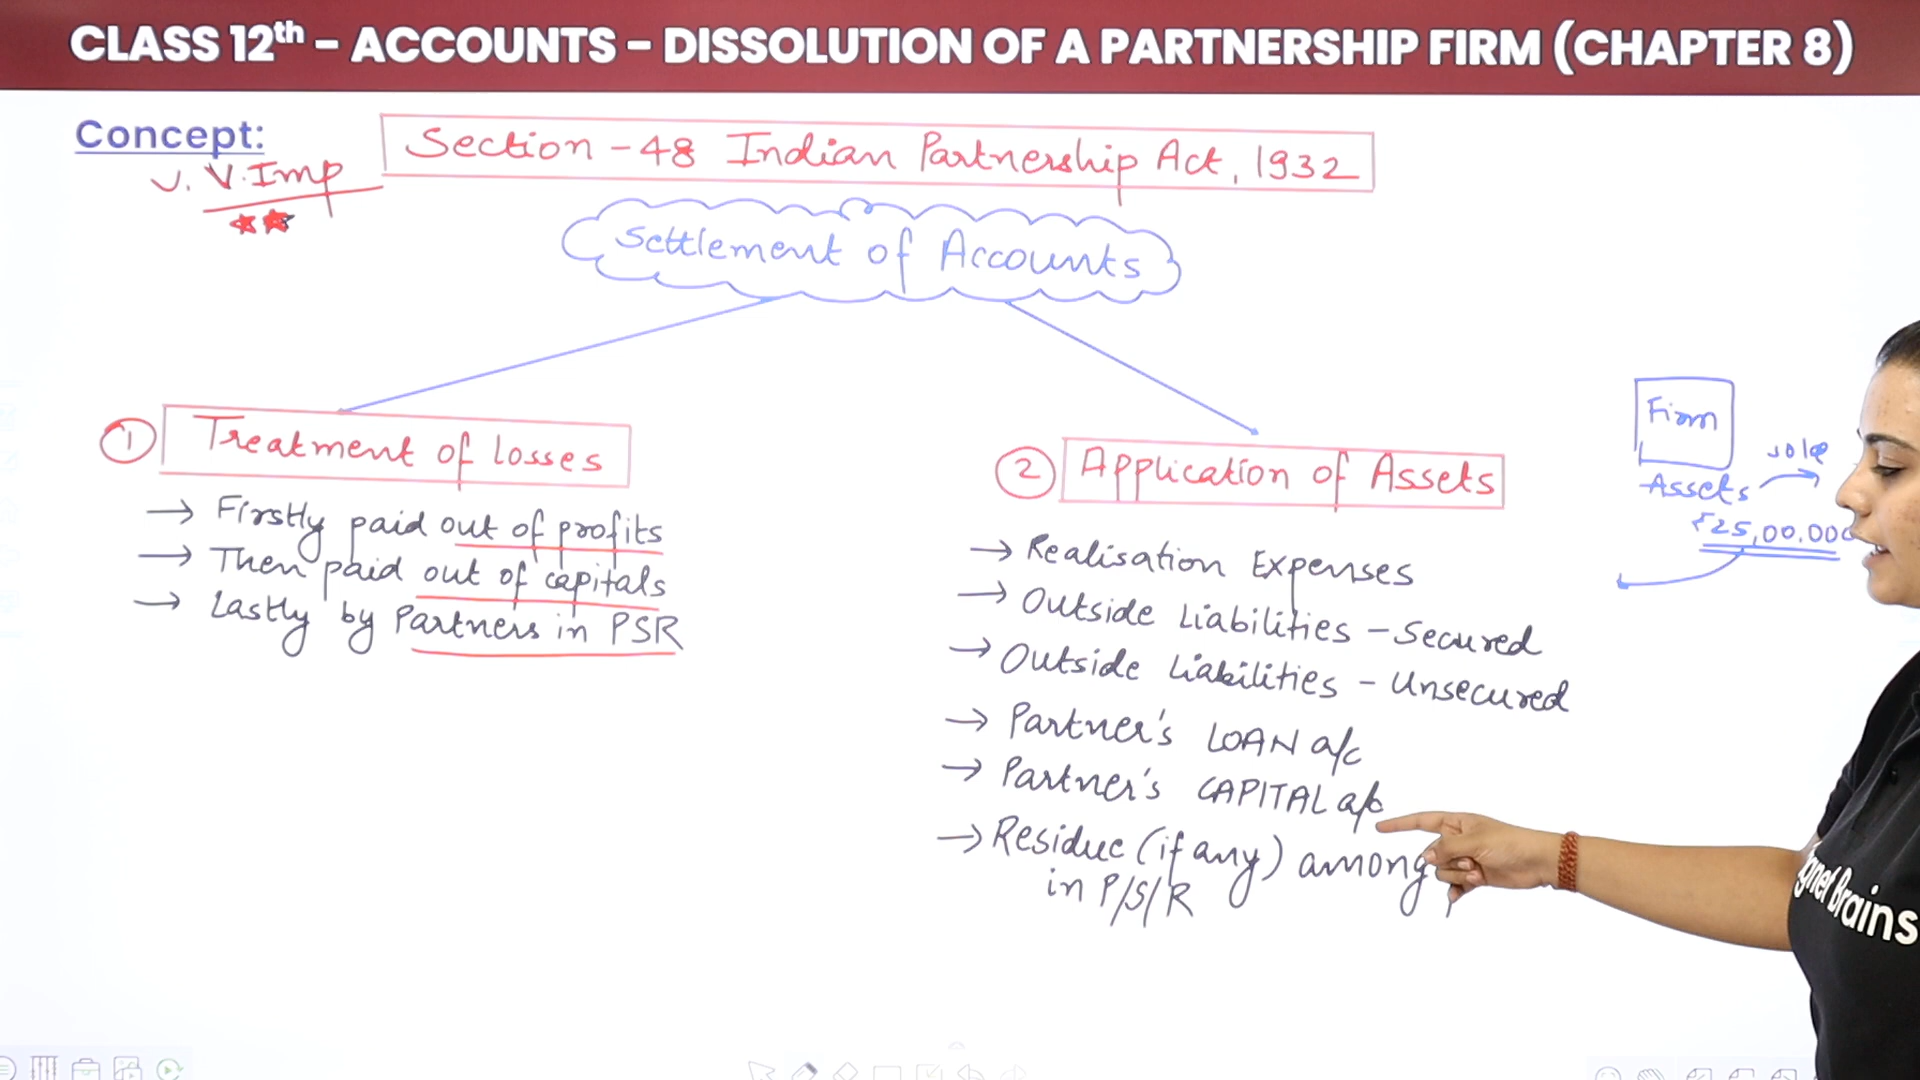 CLASS 12th – ACCOUNTS – DISSOLUTION OF A PARTNERSHIP FIRM (CHAPTER 8)
Concept:
V. V. Imp
Section - 48 Indian Partnership Act, 1932
Settlement of Accounts
1 Treatment of losses
→ Firstly paid out of profits
→ Then paid out of capitals
→ Lastly by Partners in PSR
2 Application of Assets
→ Realisation Expenses
→ Outside Liabilities - Secured
→ Outside Liabilities - Unsecured
→ Partner's LOAN a/c
→ Partner's CAPITAL a/c
→ Residue (if any) among
in P/S/R
Firm
Assets → sold
₹25,00,000
Brains